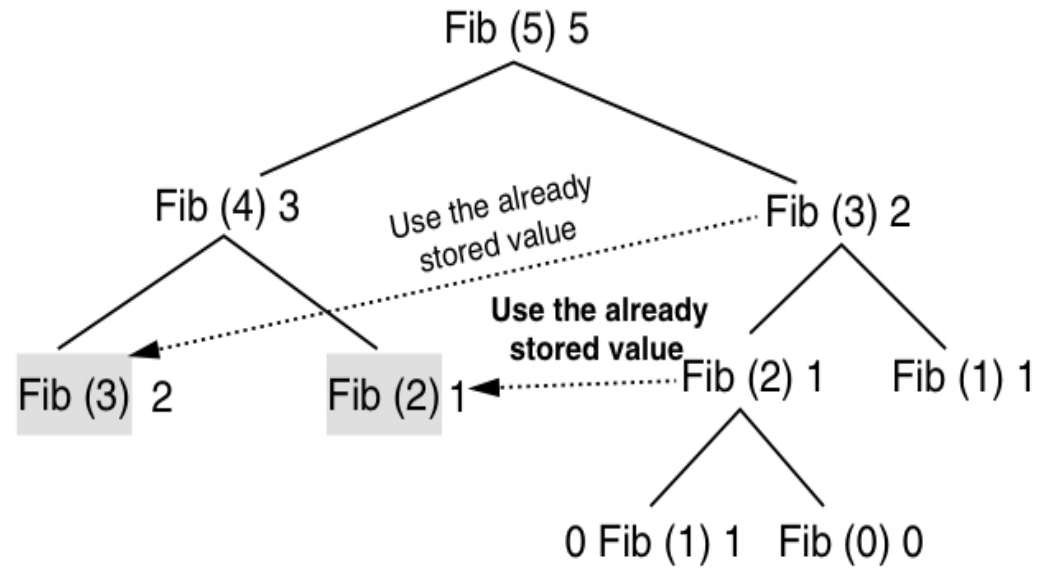 Fib (5) 5
Fib (4) 3
Use the already
stored value
Fib (3) 2
Use the already
stored value
Fib (3) 2
Fib (2) 1
Fib (2) 1
Fib (1) 1
0 Fib (1) 1
Fib (0) 0